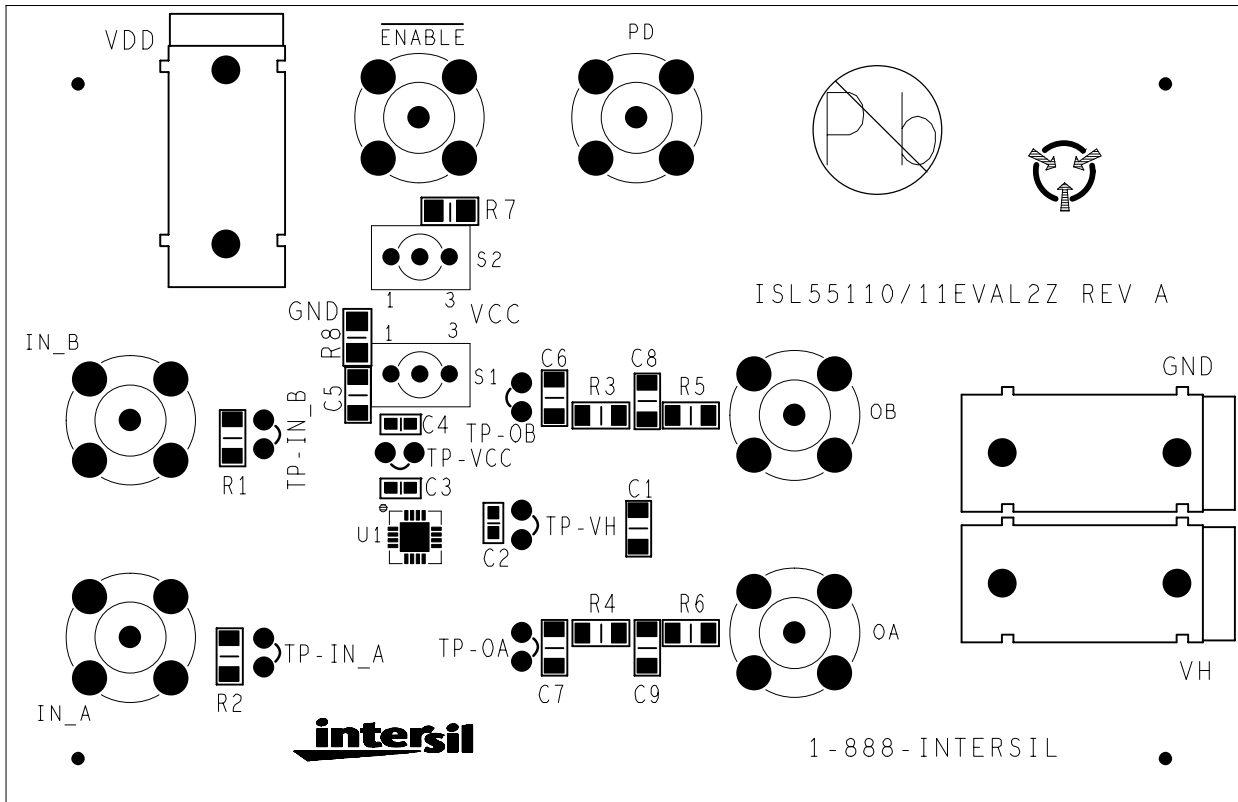 VDD
ENABLE
PD
Pb
R7
S2
1 3
ISL55110/11EVAL2Z REV A
GND
VCC
R8
1 3
IN_B
S1
C6
C8
GND
C5
R3
R5
OB
C4
TP-IN_B
TP-OB
TP-VCC
R1
C3
C1
U1
TP-VH
C2
R4
R6
OA
TP-IN_A
TP-OA
VH
R2
C7
C9
IN_A
intersil
1-888-INTERSIL